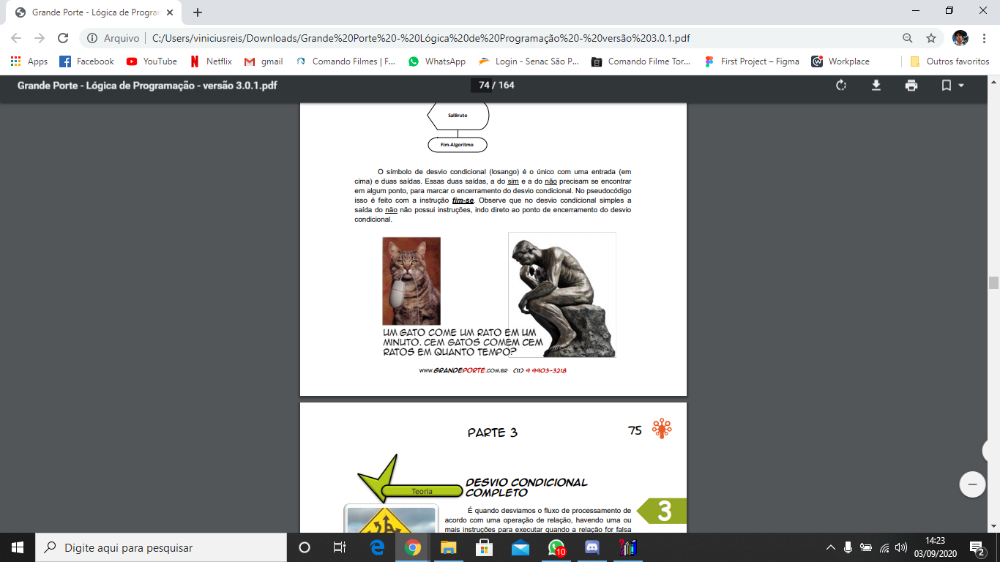 Grande Porte - Lógica de Program
Arquivo | C:/Users/viniciusreis/Downloads/Grande%20Porte%20-%20Lógica%20de%20Programação%20-%20versão%203.0.1.pdf
Apps Facebook YouTube Netflix gmail Comando Filmes | F... WhatsApp Login - Senac São P... Comando Filme Tor... First Project – Figma Workplace Outros favoritos
Grande Porte - Lógica de Programação - versão 3.0.1.pdf 74 / 164
SalBruto
Fim-Algoritmo
O símbolo de desvio condicional (losango) é o único com uma entrada (em
cima) e duas saídas. Essas duas saídas, a do sim e a do não precisam se encontrar
em algum ponto, para marcar o encerramento do desvio condicional. No pseudocódigo
isso é feito com a instrução fim-se. Observe que no desvio condicional simples a
saída do não não possui instruções, indo direto ao ponto de encerramento do desvio
condicional.
UM GATO COME UM RATO EM UM
MINUTO. CEM GATOS COMEM CEM
RATOS EM QUANTO TEMPO?
WWW.GRANDEPORTE.COM.BR (11) 9 9903-3218
PARTE 3 75
Teoria
DESVIO CONDICIONAL
COMPLETO
3
É quando desviamos o fluxo de processamento de
acordo com uma operação de relação, havendo uma ou
mais instruções para executar quando a relação for falsa
Digite aqui para pesquisar
10
14:23
03/09/2020
2